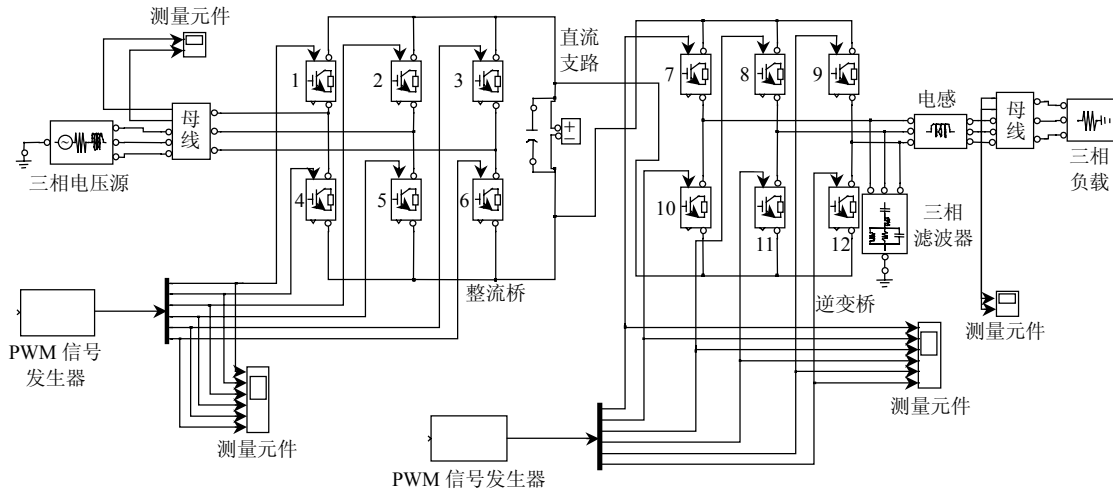 测量元件
直流
支路
1
2
3
7
8
9
电感
母
线
母
线
三相
负载
三相电压源
4
5
6
10
11
12
三相
滤波器
整流桥
逆变桥
测量元件
PWM 信号
发生器
测量元件
测量元件
PWM 信号发生器